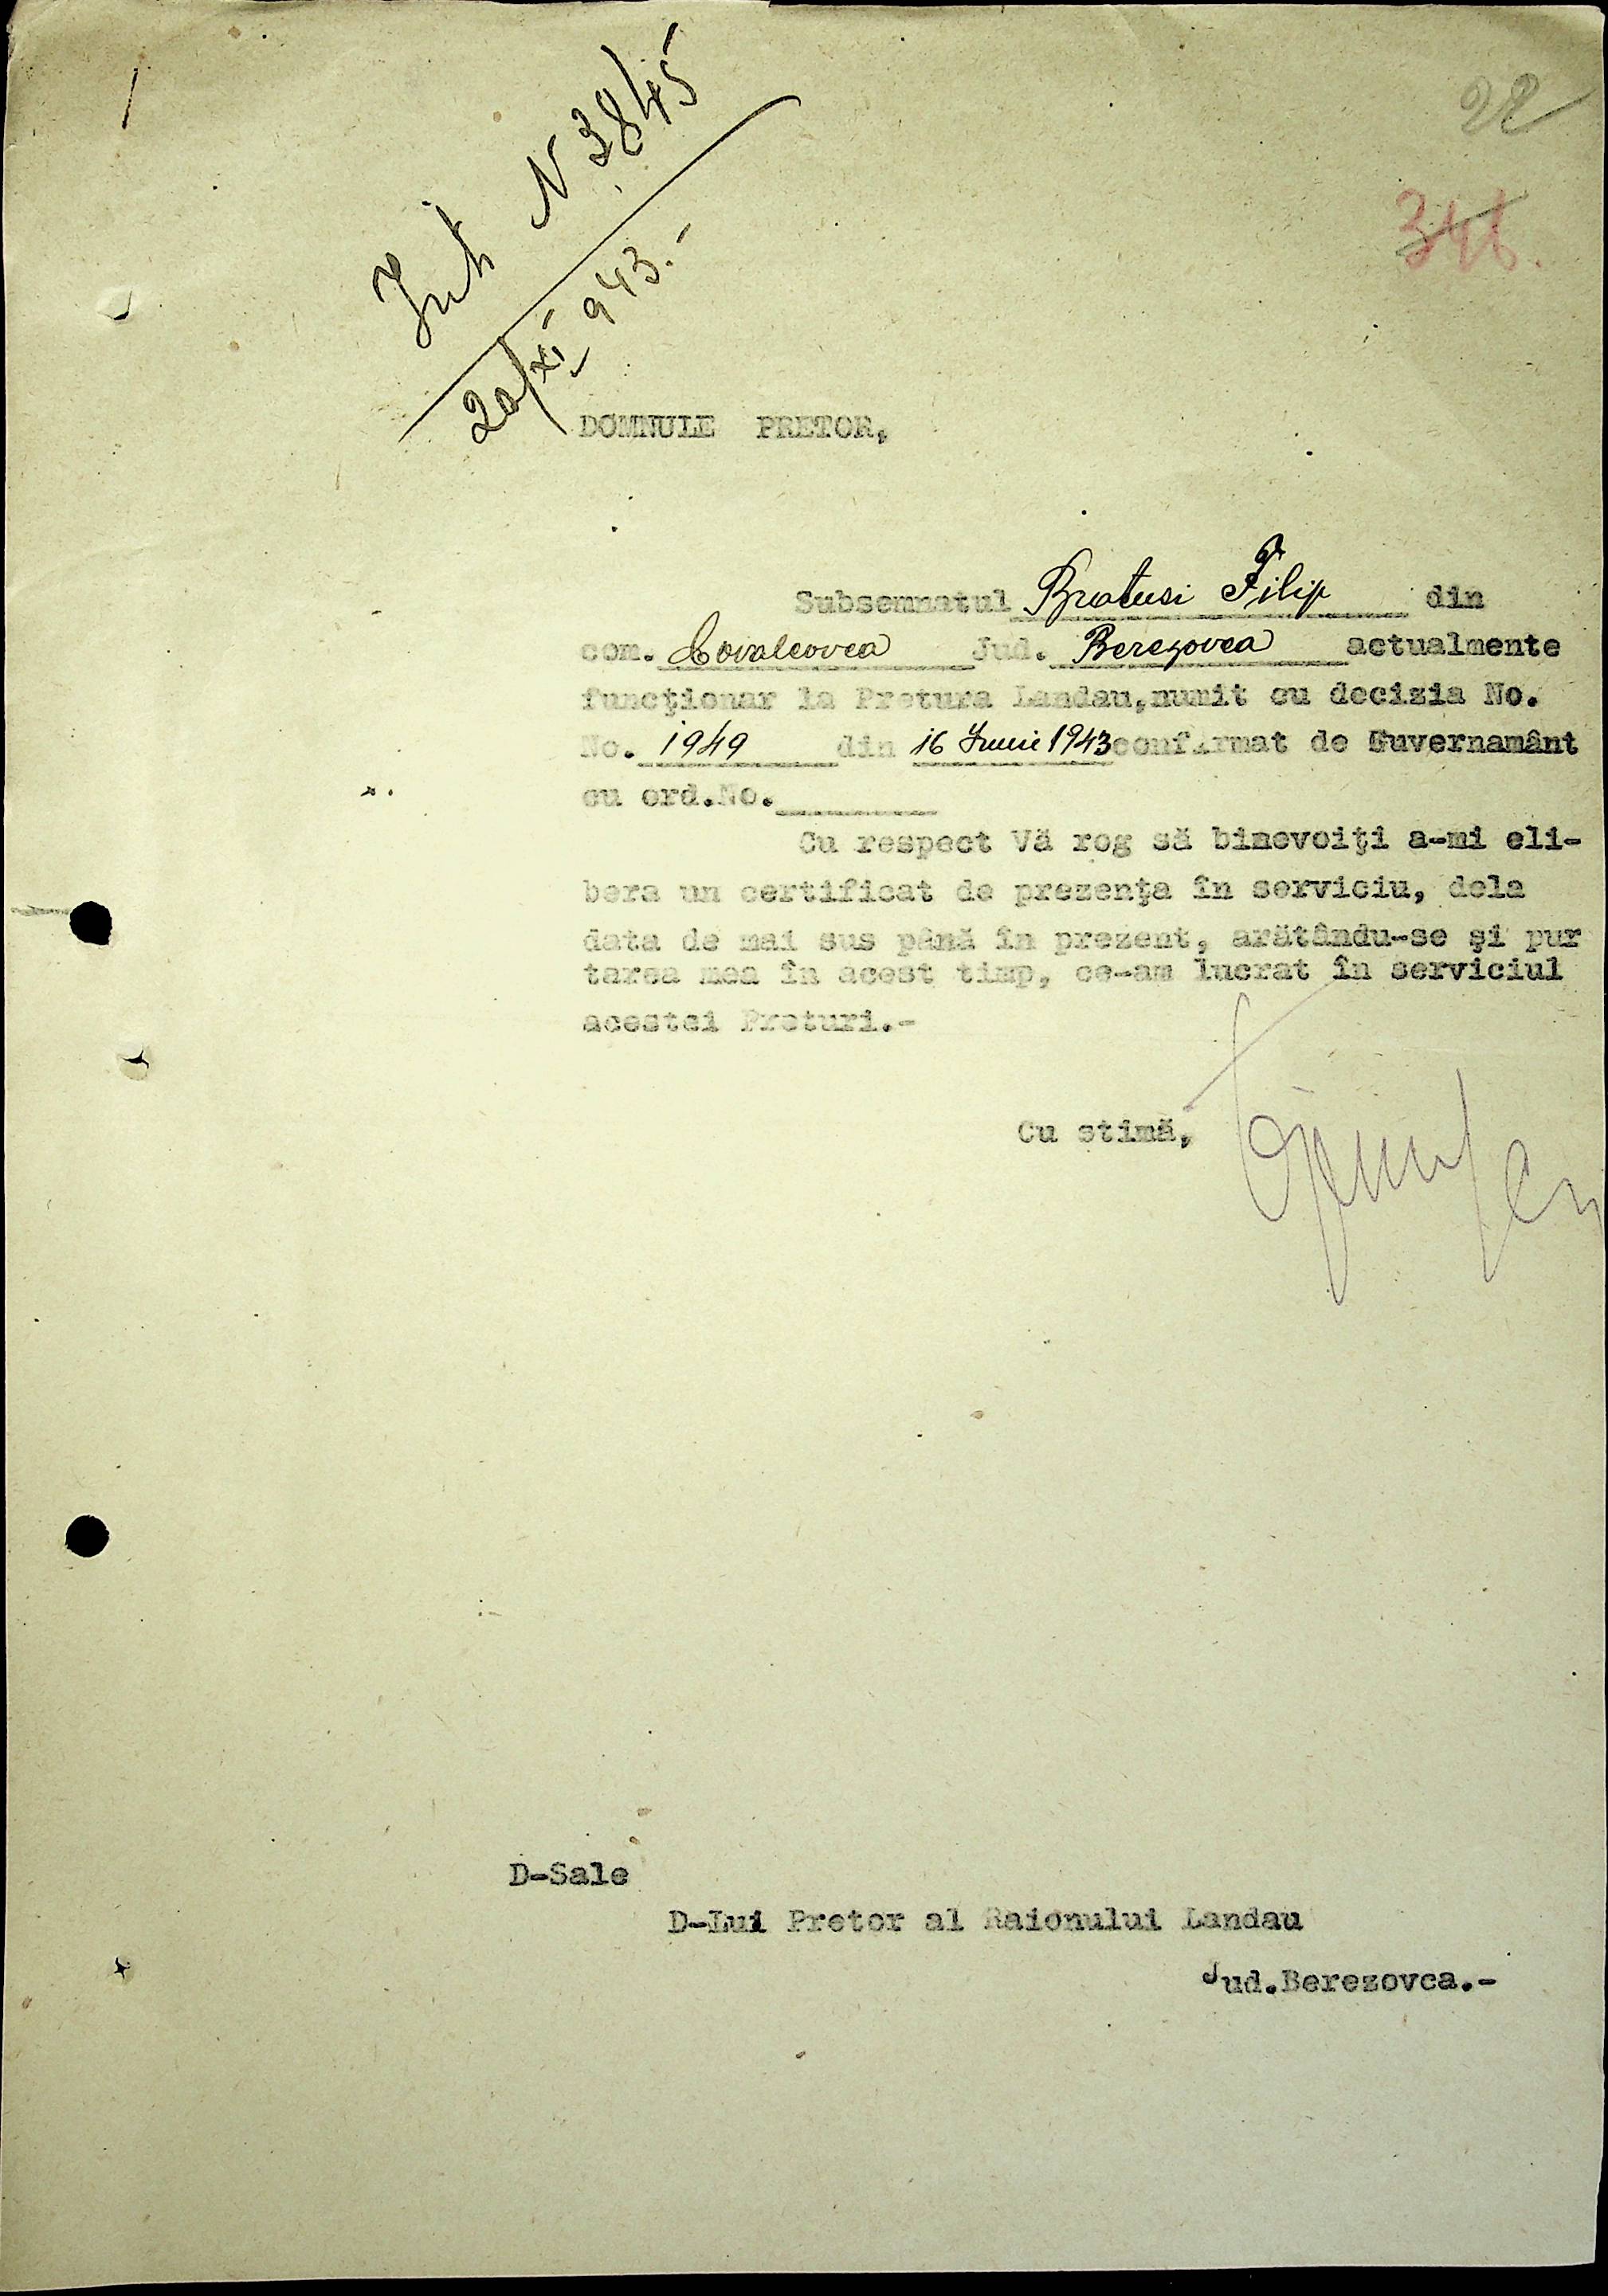 22
346.
Int N 3845
20/XI 943.-
DOMNULE PRETOR,
Subsemnatul Bratusi Filip din
com. Covaleovca Jud. Berezovca actualmente
funcţionar la Pretura Landau,numit cu decizia No.
No. 1949 din 16 Iunie 1943 confirmat de Guvernamânt
cu ord.No.
Cu respect Vă rog să binevoiţi a-mi eli-
bera un certificat de prezenţa în serviciu, dela
data de mai sus până în prezent, arătându-se şi pur
tarea mea în acest timp, ce-am lucrat în serviciul
acestei Preturi.-
Cu stimă,
D-Sale
D-Lui Pretor al Raionului Landau
Jud.Berezovca.-